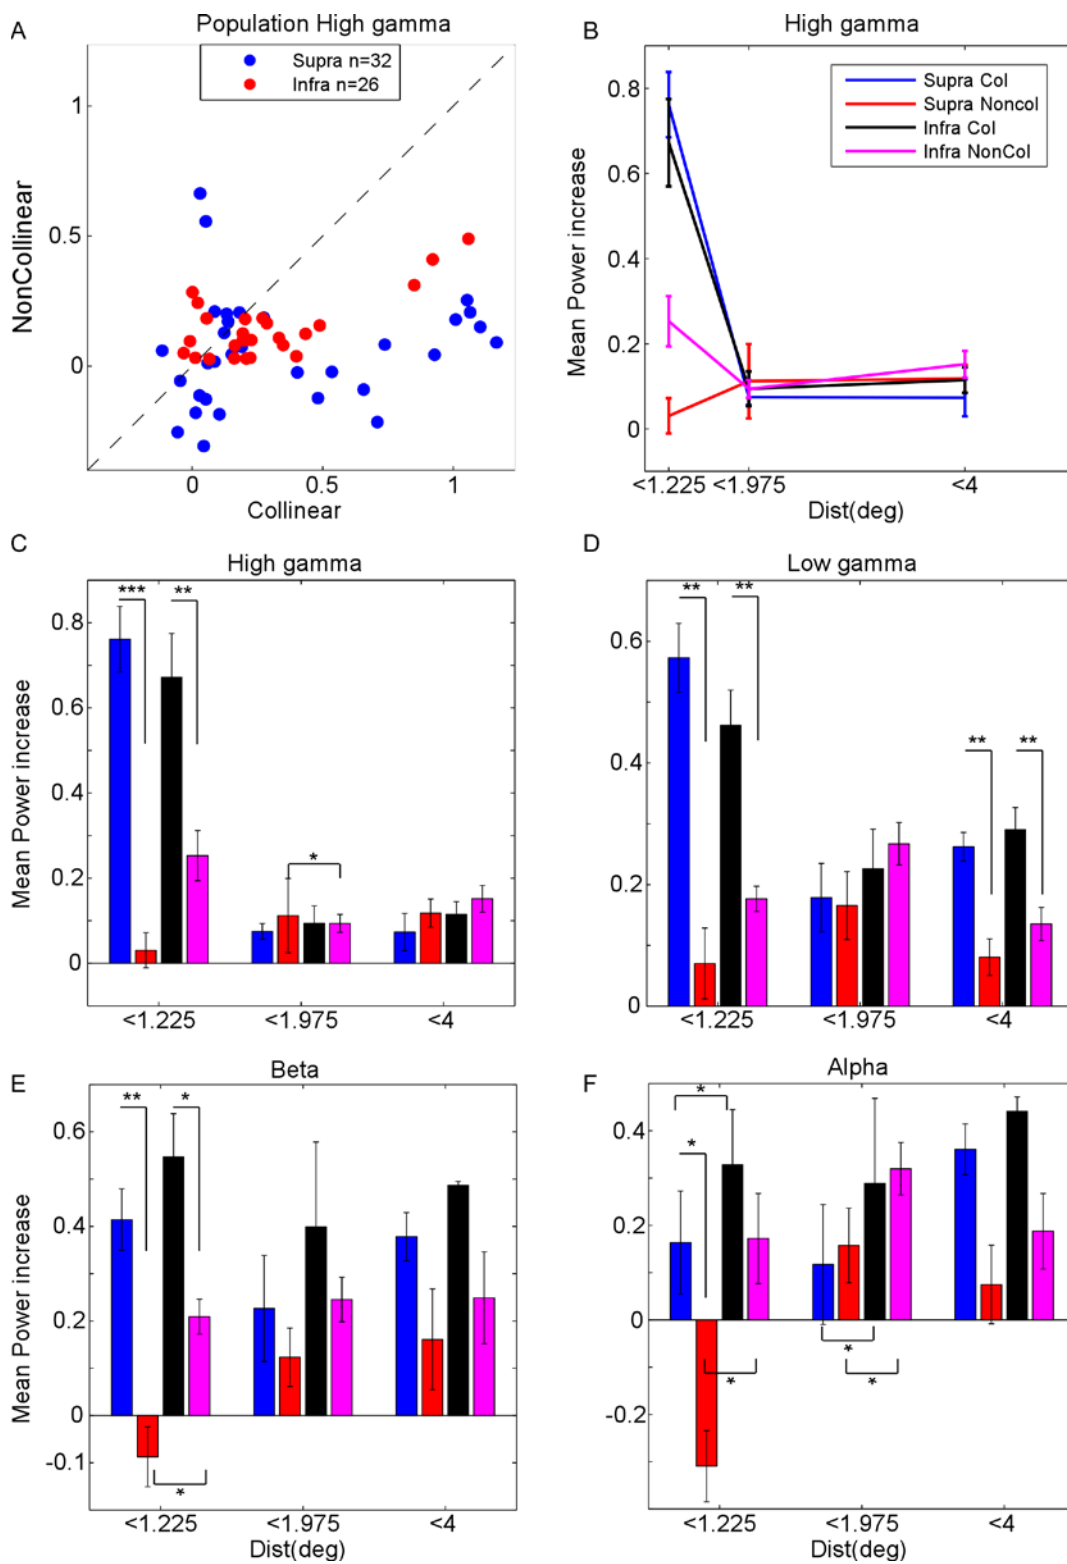 A
Population High gamma
Supra n=32
Infra n=26
NonCollinear
1
0.5
0
0
0.5
1
Collinear
B
High gamma
Supra Col
Supra Noncol
Infra Col
Infra NonCol
Mean Power increase
0.8
0.6
0.4
0.2
0
<1.225
<1.975
<4
Dist(deg)
C
High gamma
Mean Power increase
0.8
0.6
0.4
0.2
0
***
**
*
<1.225
<1.975
<4
D
Low gamma
0.6
0.4
0.2
0
**
**
**
**
<1.225
<1.975
<4
E
Beta
Mean Power increase
0.6
0.4
0.2
0
-0.1
**
*
*
<1.225
<1.975
<4
Dist(deg)
F
Alpha
0.4
0.2
0
-0.2
*
*
*
*
*
<1.225
<1.975
<4
Dist(deg)